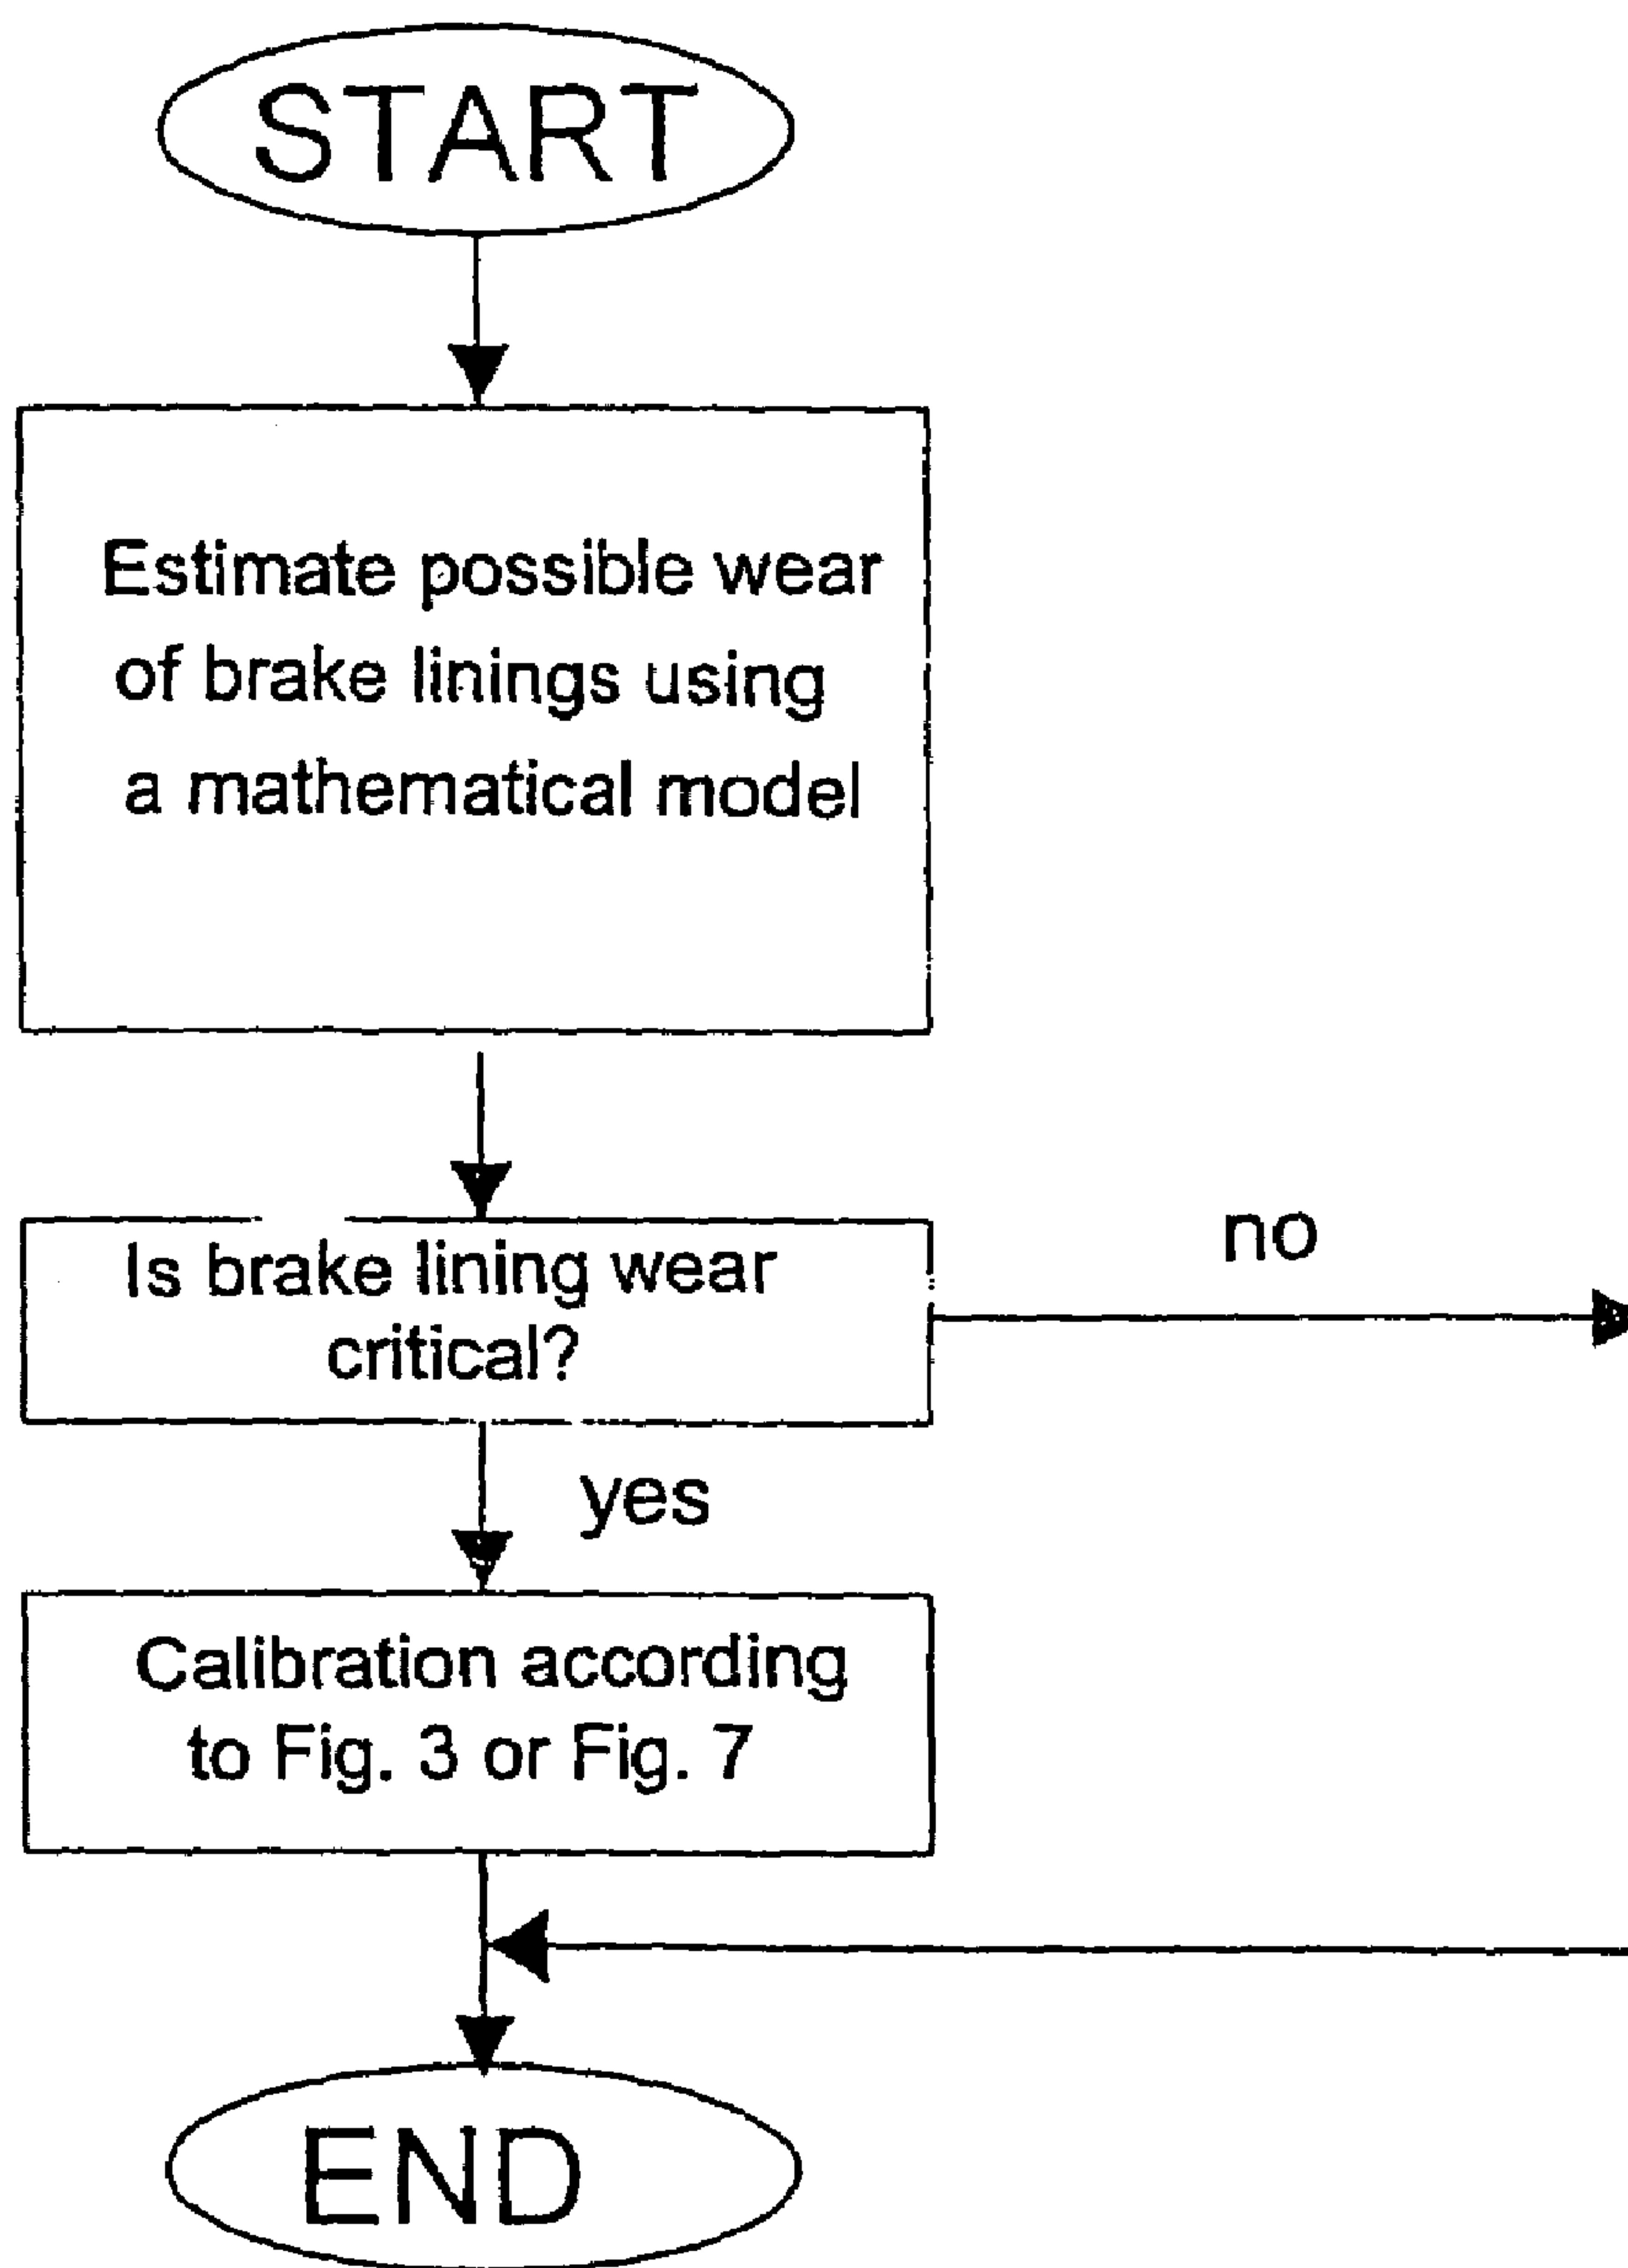 START
Estimate possible wear
of brake linings using
a mathematical model
Is brake lining wear
critical?
no
yes
Calibration according
to Fig. 3 or Fig. 7
END